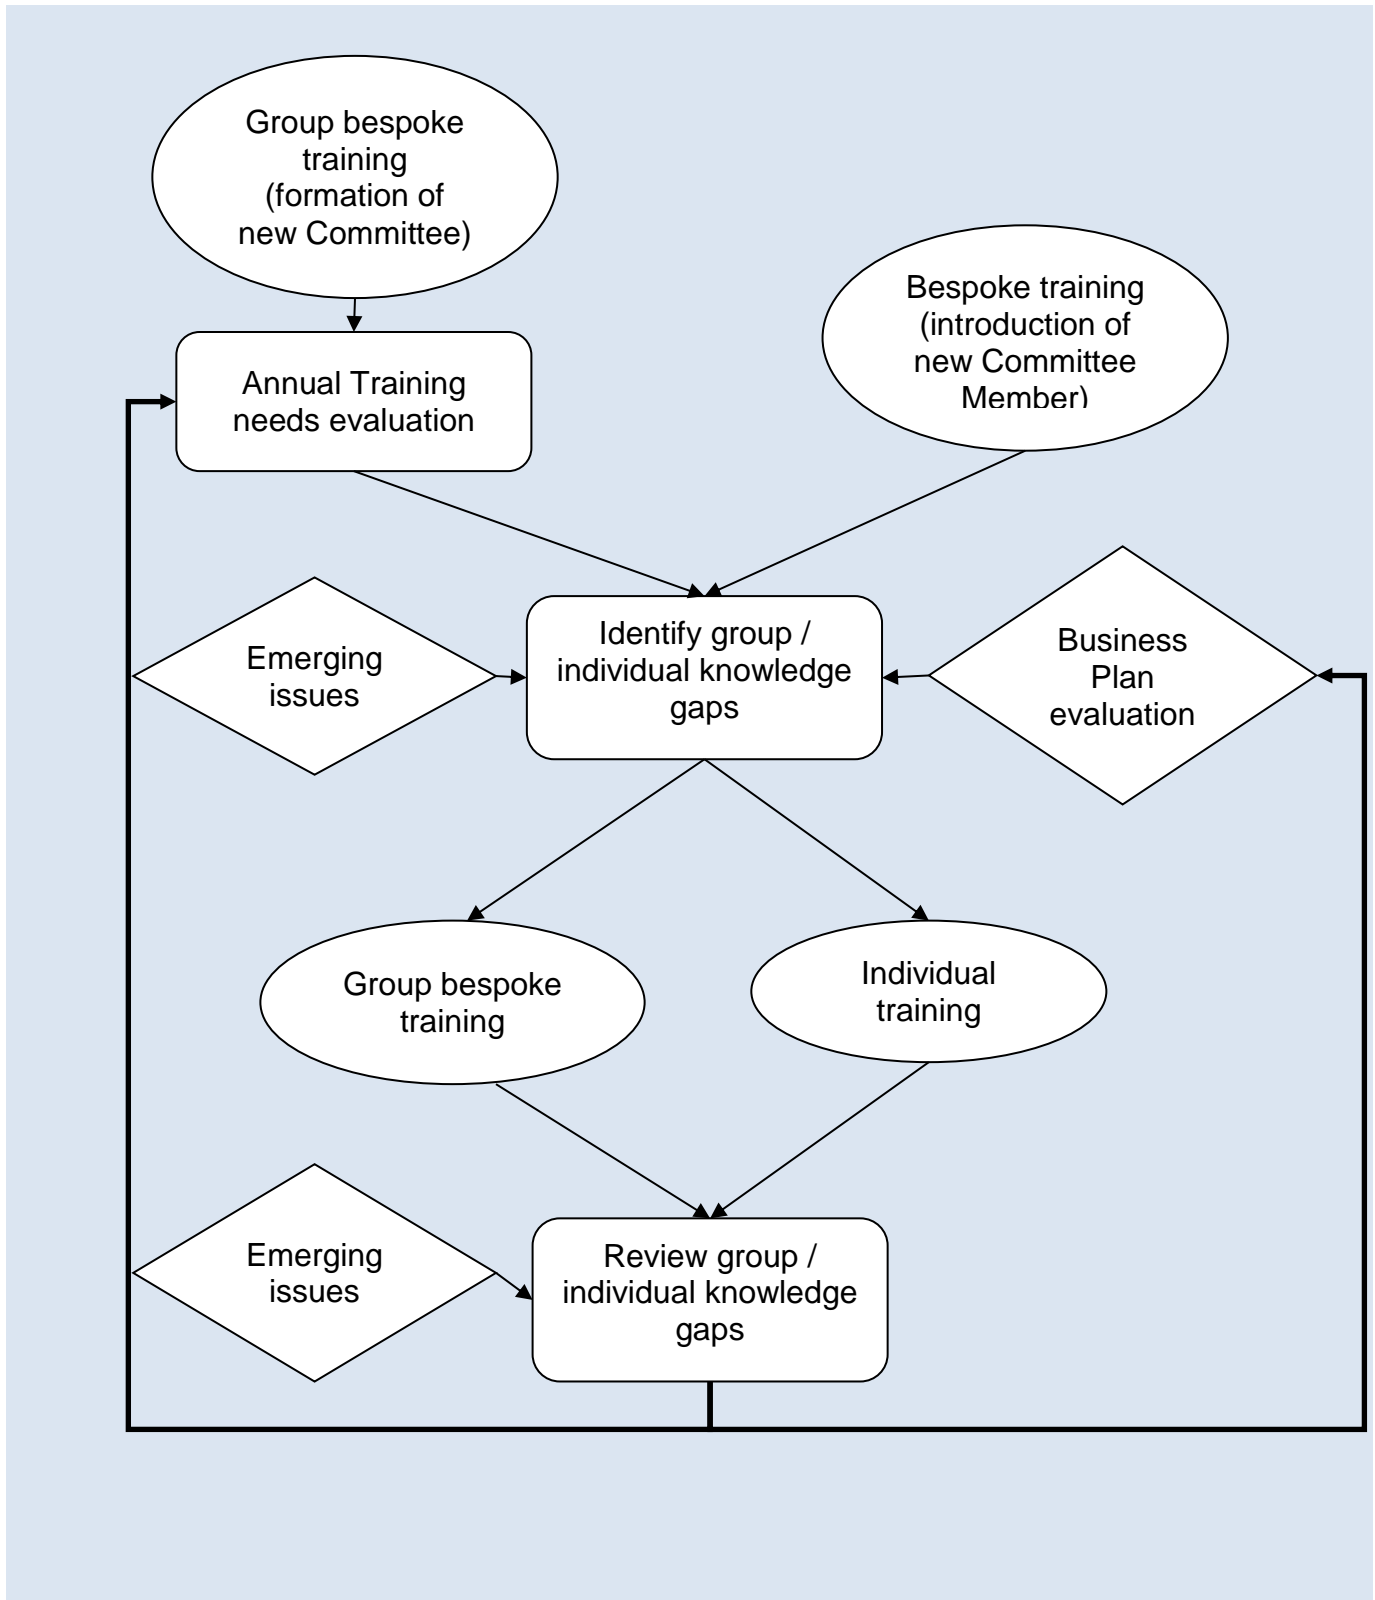 Group bespoke
training
(formation of
new Committee)
Bespoke training
(introduction of
new Committee
Member)
Annual Training
needs evaluation
Emerging
issues
Identify group /
individual knowledge
gaps
Business
Plan
evaluation
Group bespoke
training
Individual
training
Emerging
issues
Review group /
individual knowledge
gaps